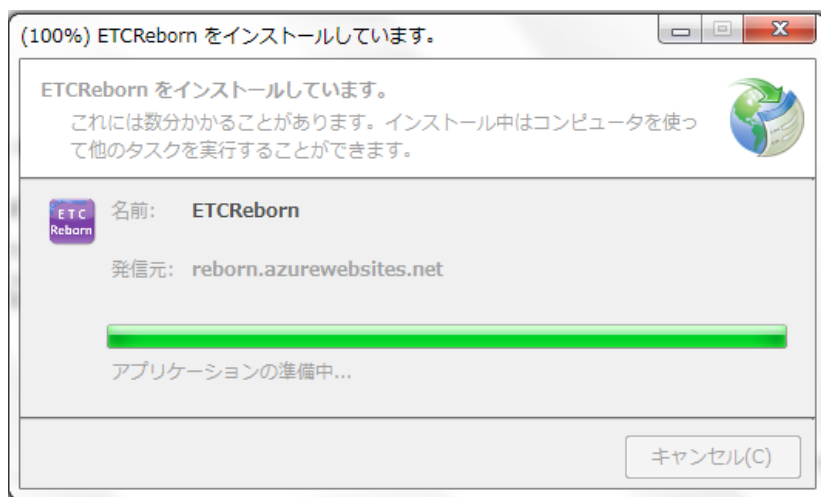 (100%) ETCReborn をインストールしています。
ETCReborn をインストールしています。
これには数分かかることがあります。インストール中はコンピュータを使っ
て他のタスクを実行することができます。
ETC
Reborn
名前: ETCReborn
発信元: reborn.azurewebsites.net
アプリケーションの準備中...
キャンセル(C)